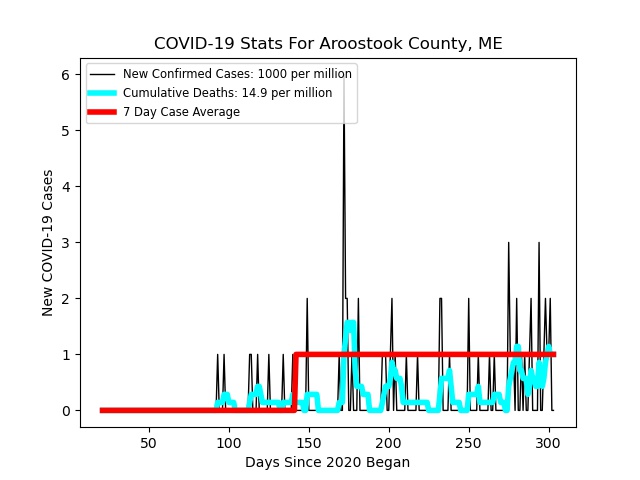 COVID-19 Stats For Aroostook County, ME
New Confirmed Cases: 1000 per million
Cumulative Deaths: 14.9 per million
7 Day Case Average
New COVID-19 Cases
6
5
4
3
2
1
0
50 100 150 200 250 300
Days Since 2020 Began